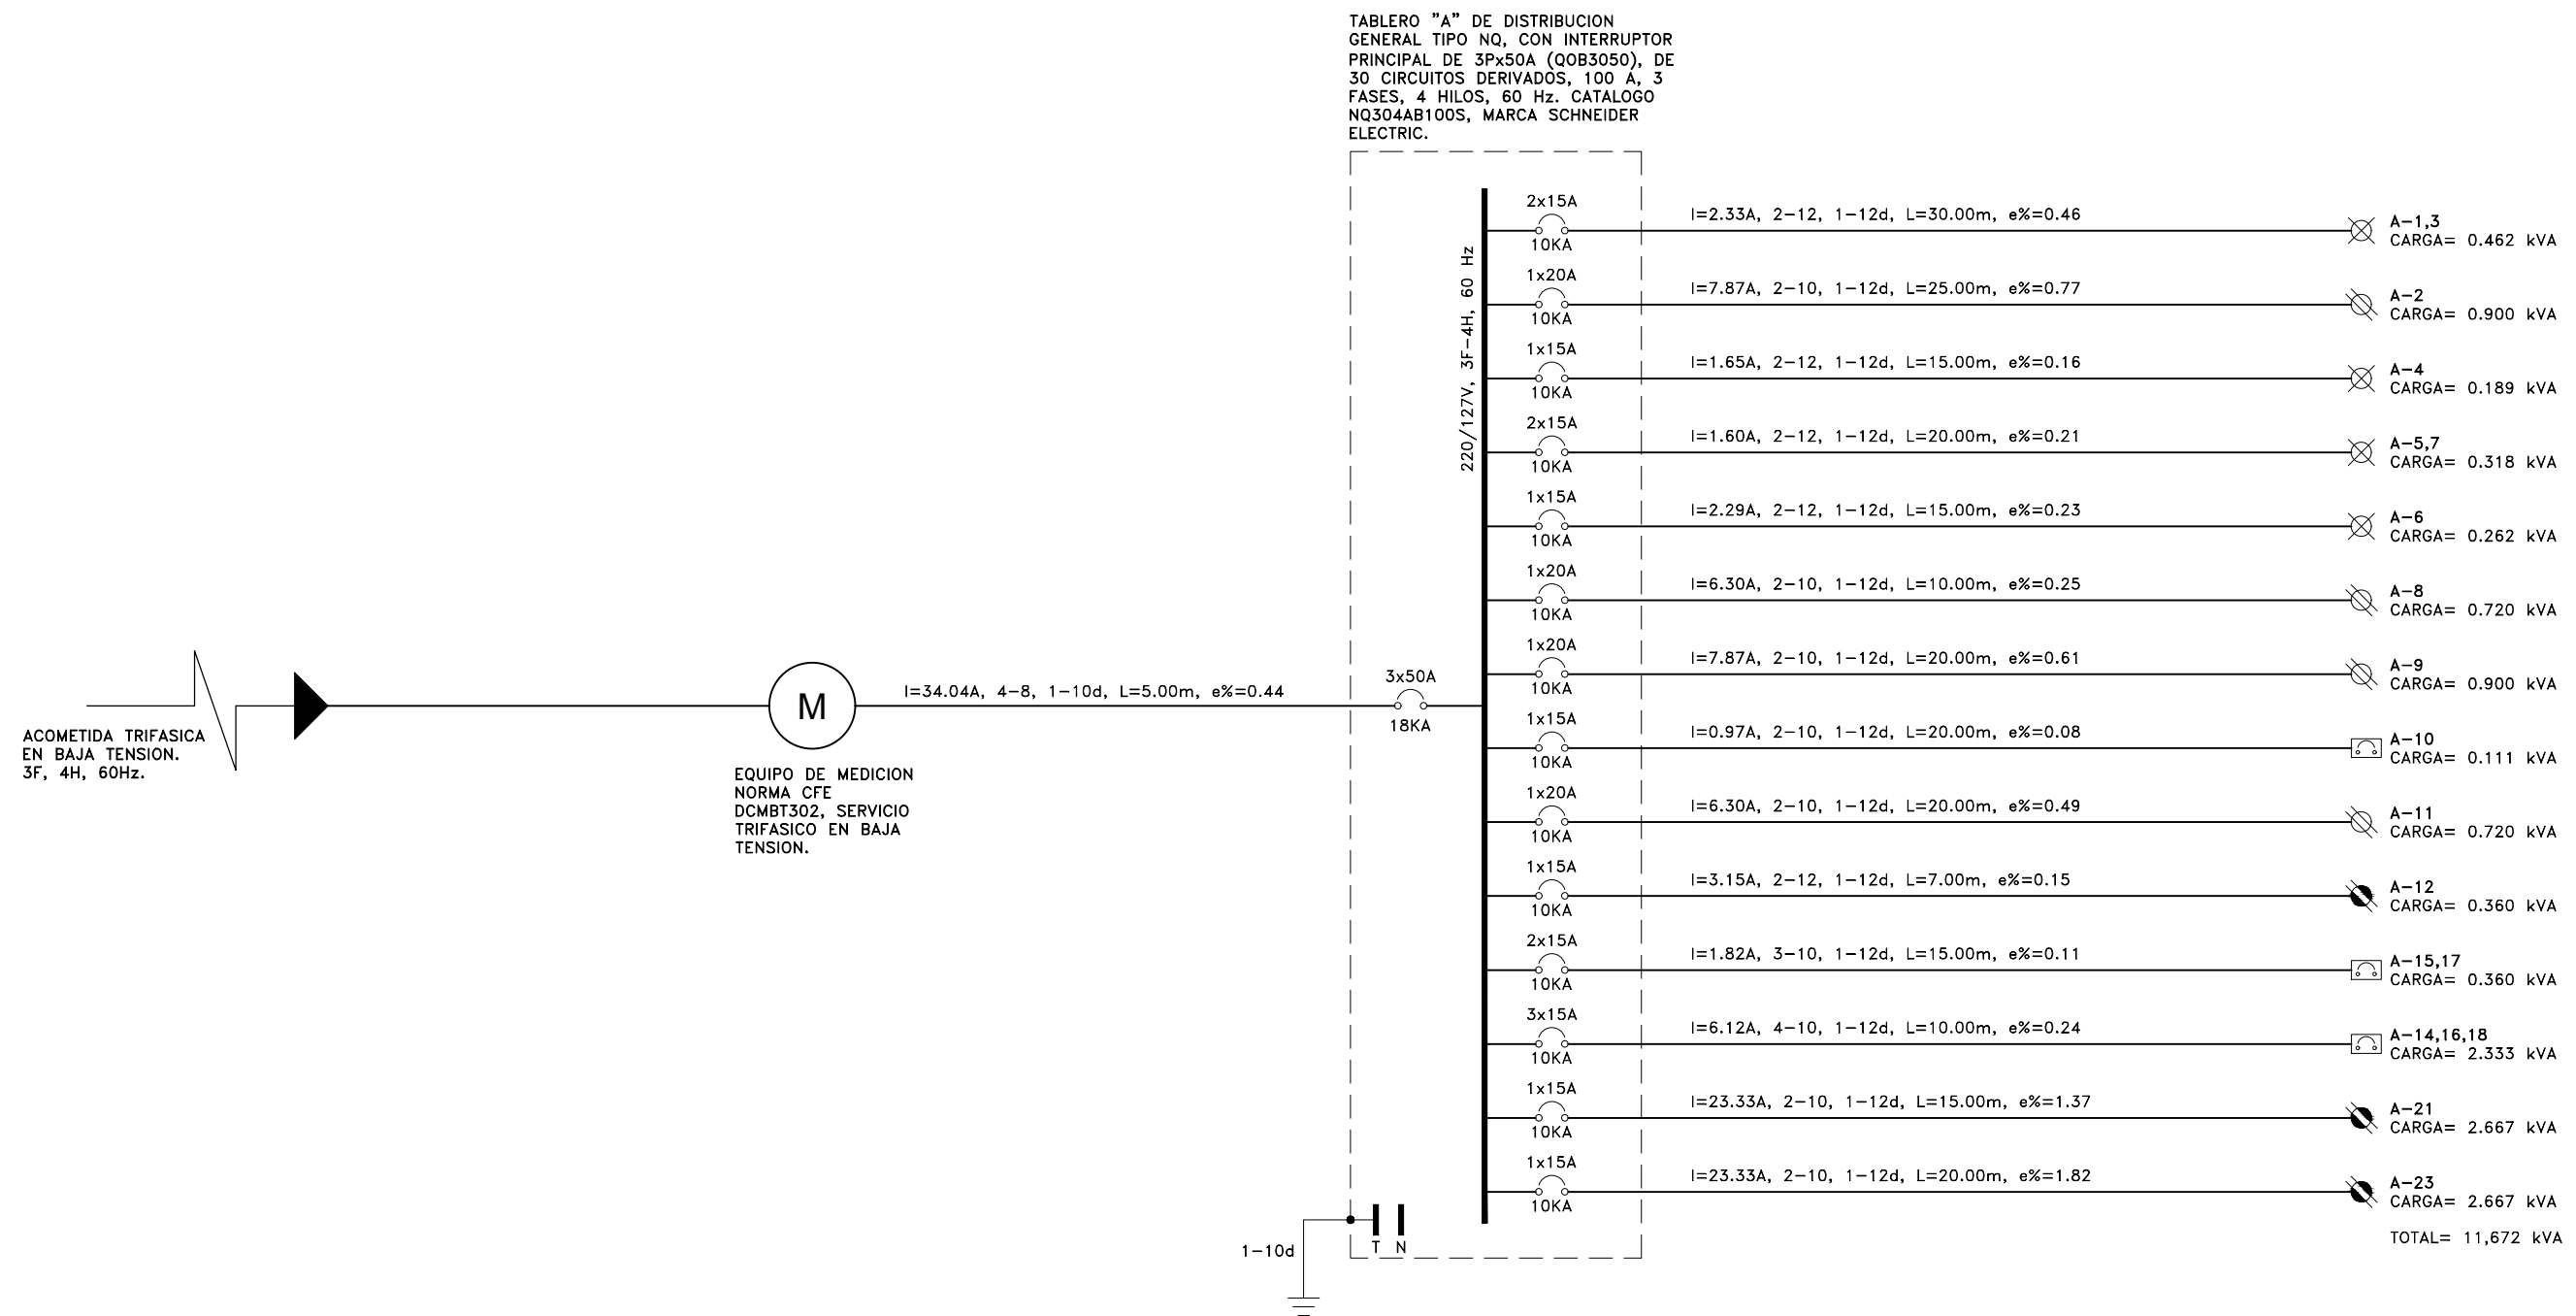 TABLERO "A" DE DISTRIBUCION
GENERAL TIPO NQ, CON INTERRUPTOR
PRINCIPAL DE 3Px50A (QOB3050), DE
30 CIRCUITOS DERIVADOS, 100 A, 3
FASES, 4 HILOS, 60 Hz. CATALOGO
NQ304AB100S, MARCA SCHNEIDER
ELECTRIC.
ACOMETIDA TRIFASICA
EN BAJA TENSION.
3F, 4H, 60Hz.
M
EQUIPO DE MEDICION
NORMA CFE
DCMBT302, SERVICIO
TRIFASICO EN BAJA
TENSION.
I=34.04A, 4-8, 1-10d, L=5.00m, e%=0.44
3x50A
18KA
220/127V, 3F-4H, 60 Hz
2x15A
10KA
I=2.33A, 2-12, 1-12d, L=30.00m, e%=0.46
A-1,3
CARGA= 0.462 kVA
1x20A
10KA
I=7.87A, 2-10, 1-12d, L=25.00m, e%=0.77
A-2
CARGA= 0.900 kVA
1x15A
10KA
I=1.65A, 2-12, 1-12d, L=15.00m, e%=0.16
A-4
CARGA= 0.189 kVA
2x15A
10KA
I=1.60A, 2-12, 1-12d, L=20.00m, e%=0.21
A-5,7
CARGA= 0.318 kVA
1x15A
10KA
I=2.29A, 2-12, 1-12d, L=15.00m, e%=0.23
A-6
CARGA= 0.262 kVA
1x20A
10KA
I=6.30A, 2-10, 1-12d, L=10.00m, e%=0.25
A-8
CARGA= 0.720 kVA
1x20A
10KA
I=7.87A, 2-10, 1-12d, L=20.00m, e%=0.61
A-9
CARGA= 0.900 kVA
1x15A
10KA
I=0.97A, 2-10, 1-12d, L=20.00m, e%=0.08
A-10
CARGA= 0.111 kVA
1x20A
10KA
I=6.30A, 2-10, 1-12d, L=20.00m, e%=0.49
A-11
CARGA= 0.720 kVA
1x15A
10KA
I=3.15A, 2-12, 1-12d, L=7.00m, e%=0.15
A-12
CARGA= 0.360 kVA
2x15A
10KA
I=1.82A, 3-10, 1-12d, L=15.00m, e%=0.11
A-15,17
CARGA= 0.360 kVA
3x15A
10KA
I=6.12A, 4-10, 1-12d, L=10.00m, e%=0.24
A-14,16,18
CARGA= 2.333 kVA
1x15A
10KA
I=23.33A, 2-10, 1-12d, L=15.00m, e%=1.37
A-21
CARGA= 2.667 kVA
1x15A
10KA
I=23.33A, 2-10, 1-12d, L=20.00m, e%=1.82
A-23
CARGA= 2.667 kVA
TOTAL= 11,672 kVA
T N
1-10d